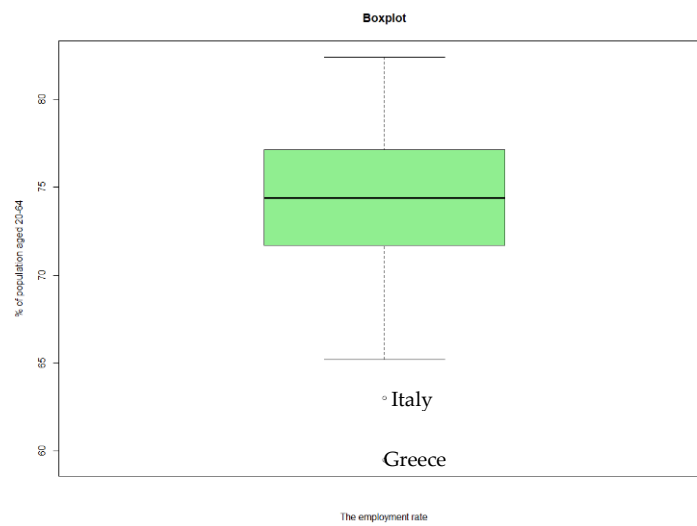 Boxplot
80
75
70
65
60
% of population aged 20-64
Italy
Greece
The employment rate